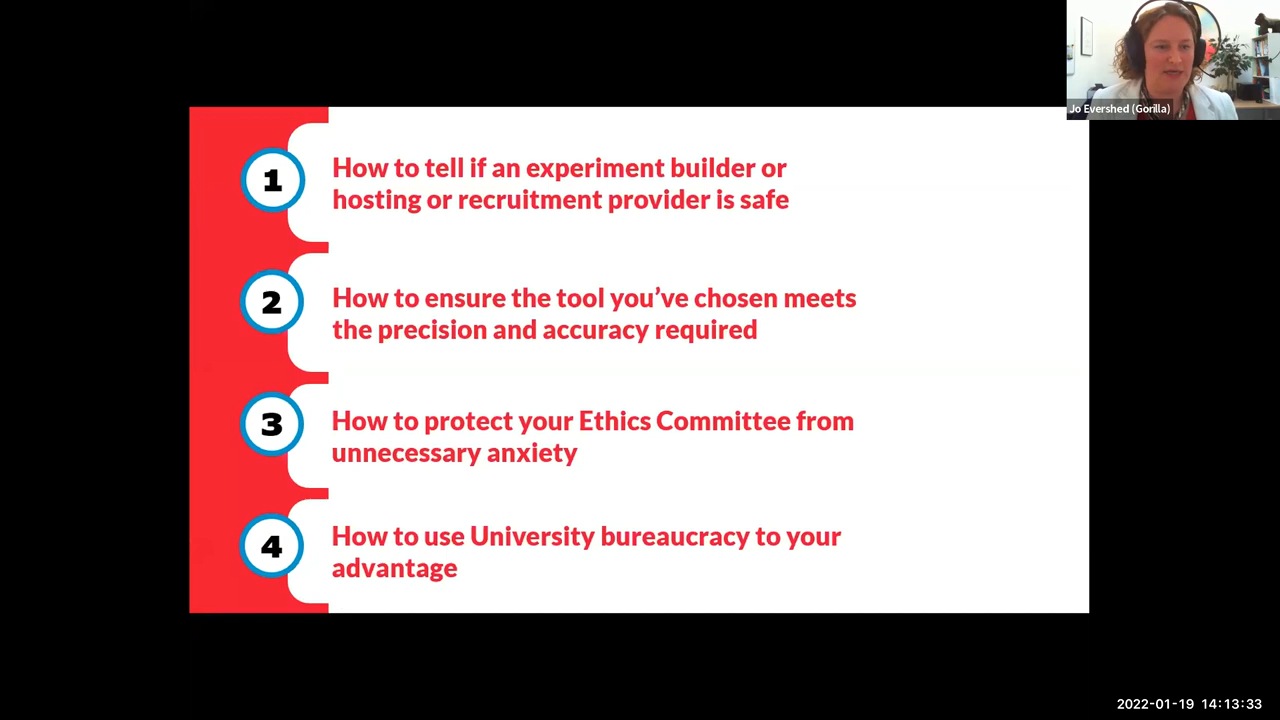 Jo Evershed (Gorilla)
1
How to tell if an experiment builder or
hosting or recruitment provider is safe
2
How to ensure the tool you've chosen meets
the precision and accuracy required
3
How to protect your Ethics Committee from
unnecessary anxiety
4
How to use University bureaucracy to your
advantage
2022-01-19 14:13:33